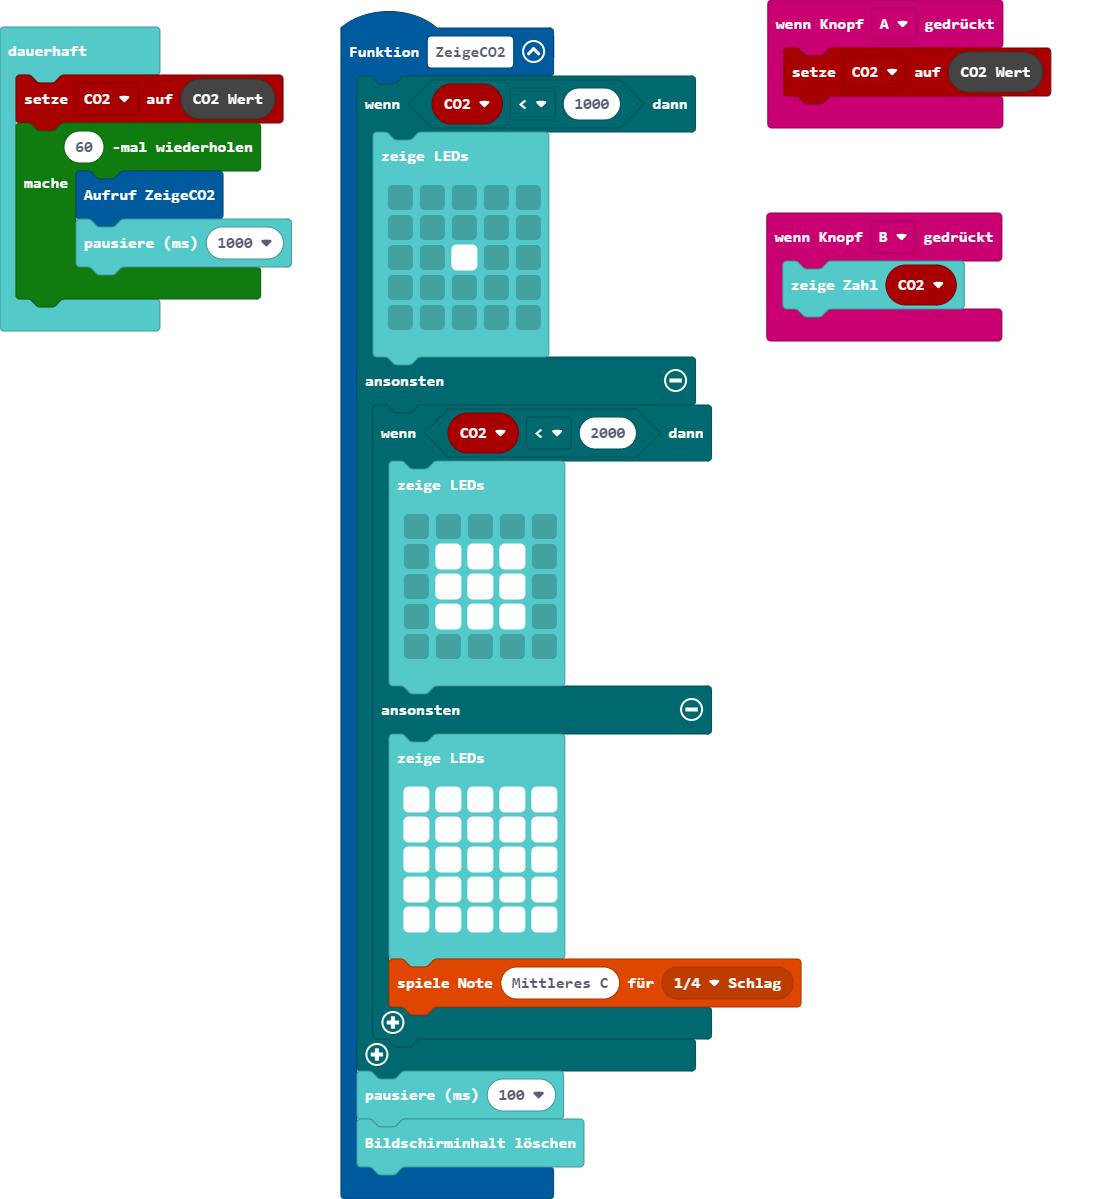 dauerhaft
setze CO2 auf CO2 Wert
60 -mal wiederholen
mache
Aufruf ZeigeCO2
pausiere (ms) 1000
Funktion ZeigeCO2
wenn CO2 < 1000 dann
zeige LEDs
ansonsten
wenn CO2 < 2000 dann
zeige LEDs
ansonsten
zeige LEDs
spiele Note Mittleres C für 1/4 Schlag
pausiere (ms) 100
Bildschirminhalt löschen
wenn Knopf A gedrückt
setze CO2 auf CO2 Wert
wenn Knopf B gedrückt
zeige Zahl CO2